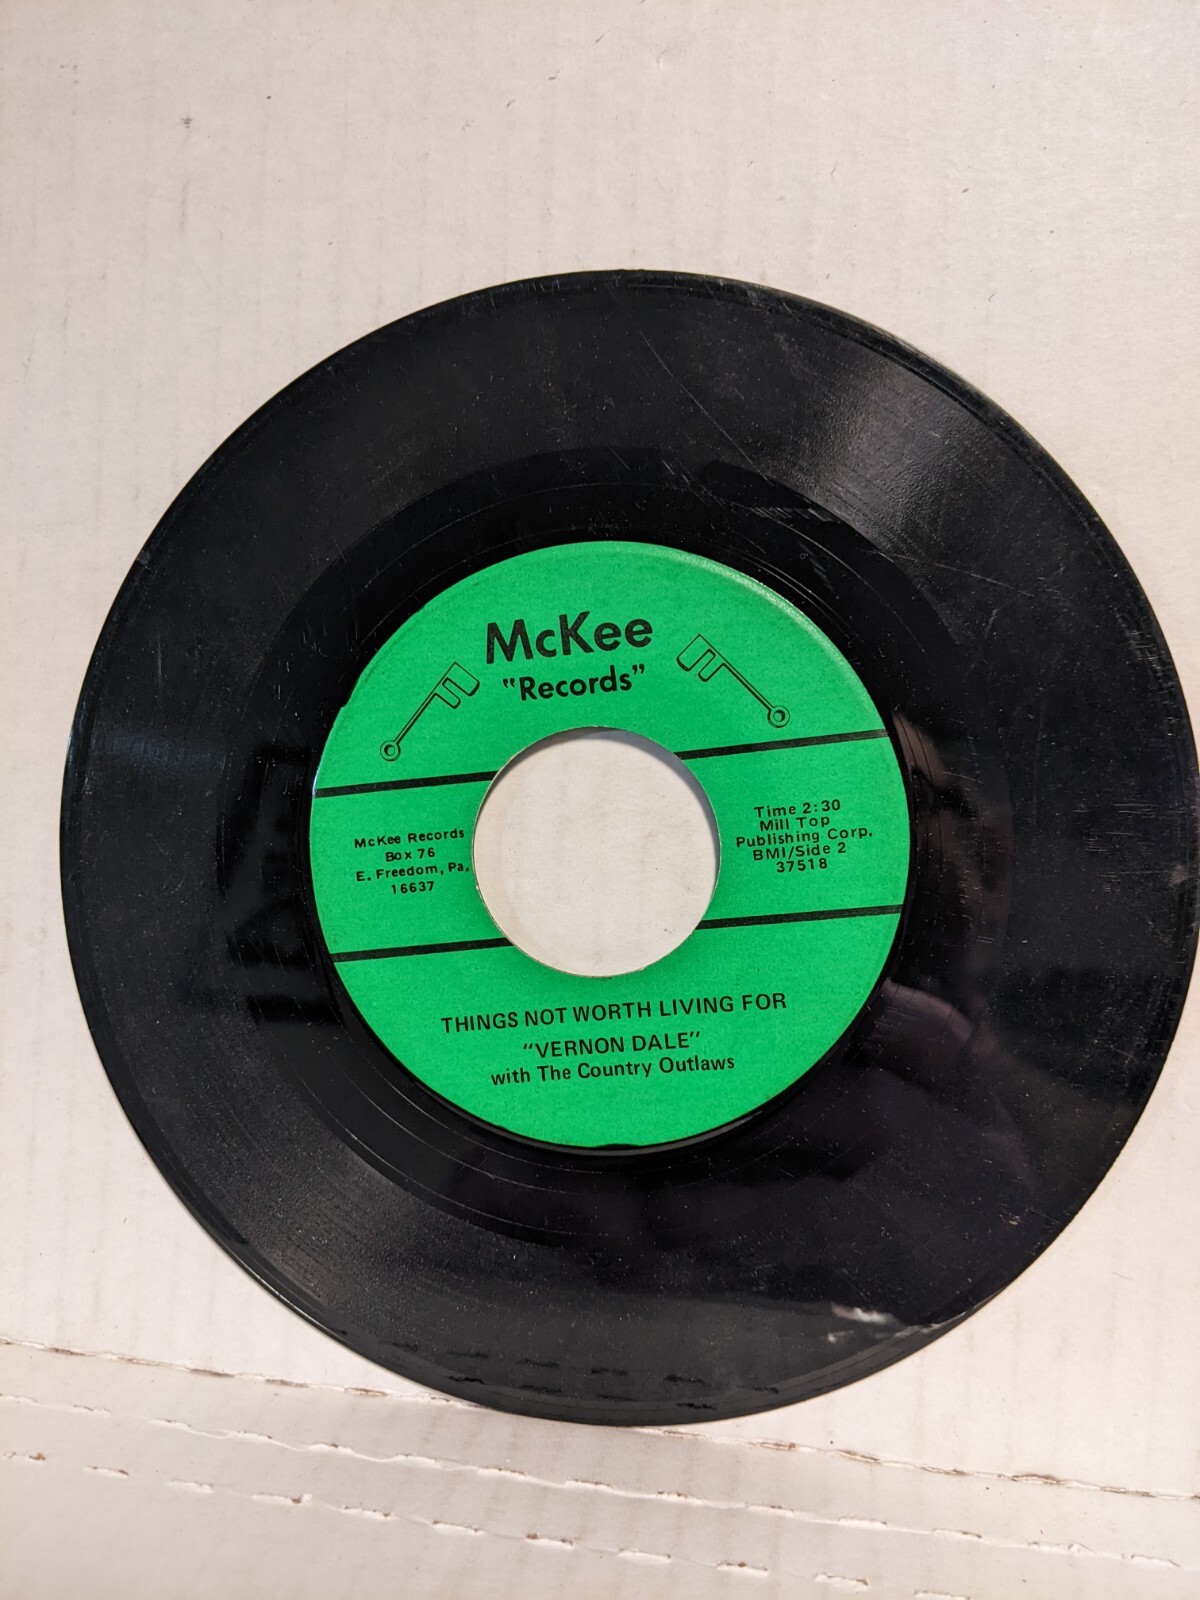 McKee
"Records"
McKee Records
Box 76
E. Freedom, Pa.
16637
Time 2:30
Mill Top
Publishing Corp.
BMI/Side 2
37518
THINGS NOT WORTH LIVING FOR
"VERNON DALE"
with The Country Outlaws